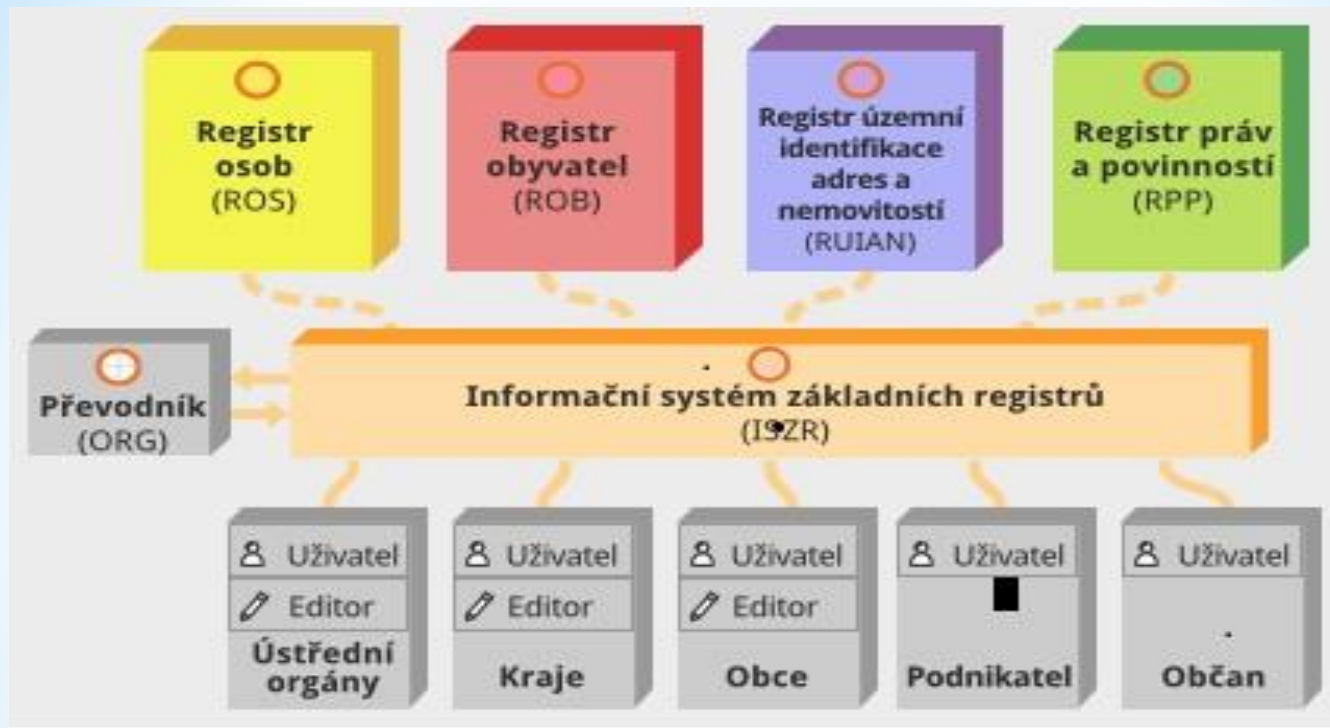 Registr
osob
(ROS)
Registr
obyvatel
(ROB)
Registr územní
identifikace
adres a
nemovitostí
(RUIAN)
Registr práv
a povinností
(RPP)
Převodník
(ORG)
Informační systém základních registrů
(ISZR)
Uživatel
Editor
Ústřední
orgány
Uživatel
Editor
Kraje
Uživatel
Editor
Obce
Uživatel
Podnikatel
Uživatel
Občan